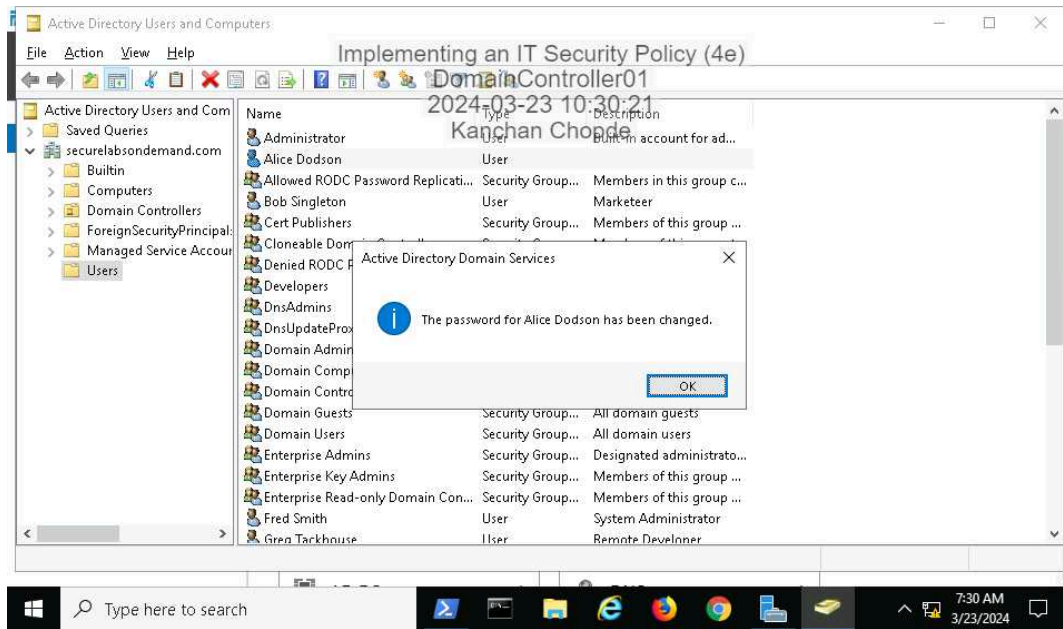 Active Directory Users and Computers
File Action View Help
Implementing an IT Security Policy (4e)
DomainController01
2024-03-23 10:30:21
Kanchan Chopde
Active Directory Users and Com
Saved Queries
securelabsondemand.com
Builtin
Computers
Domain Controllers
ForeignSecurityPrincipal:
Managed Service Accour
Users
Name Type Description
Administrator User Built-in account for ad...
Alice Dodson User
Allowed RODC Password Replicati... Security Group... Members in this group c...
Bob Singleton User Marketeer
Cert Publishers Security Group... Members of this group ...
Cloneable
Denied RODC
Developers
DnsAdmins
DnsUpdateProx
Domain Admin
Domain Comp
Domain Contro
Domain Guests Security Group... All domain guests
Domain Users Security Group... All domain users
Enterprise Admins Security Group... Designated administrato...
Enterprise Key Admins Security Group... Members of this group ...
Enterprise Read-only Domain Con... Security Group... Members of this group ...
Fred Smith User System Administrator
Greg Tackhouse User Remote Developer
Active Directory Domain Services
The password for Alice Dodson has been changed.
OK
Type here to search
7:30 AM
3/23/2024